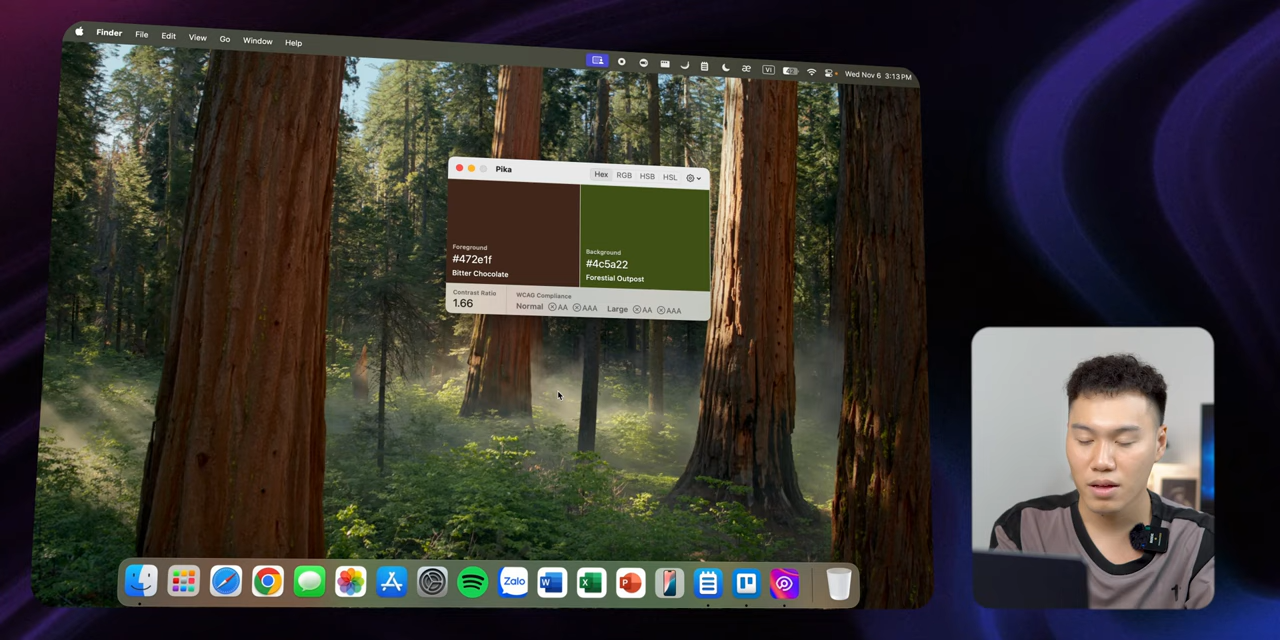 Finder File Edit View Go Window Help
æ VI Wed Nov 6 3:13 PM
Pika Hex RGB HSB HSL
Foreground
#472e1f
Bitter Chocolate
Background
#4c5a22
Forestial Outpost
Contrast Ratio
1.66
WCAG Compliance
Normal AA AAA Large AA AAA
Zalo W X P